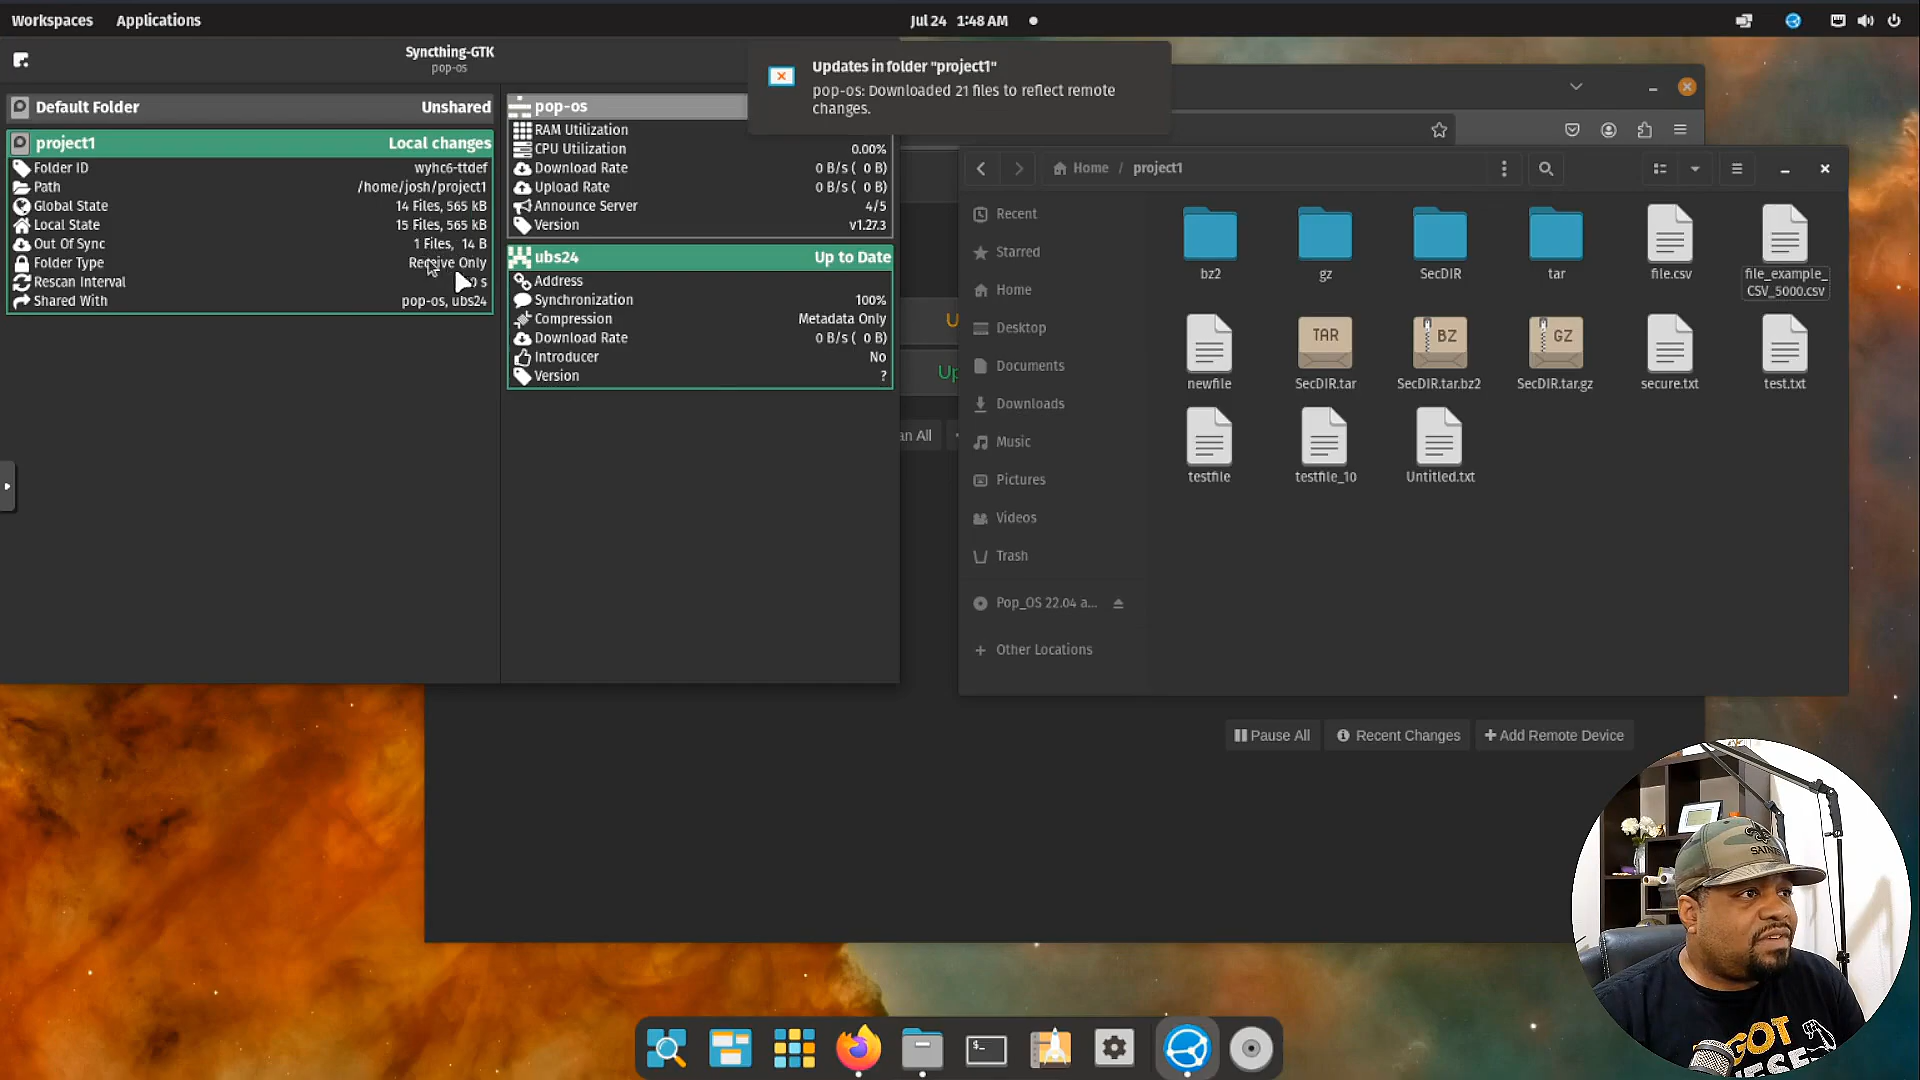 Workspaces Applications
Jul 24 1:48 AM
Syncthing-GTK
pop-os
Default Folder Unshared
project1 Local changes
Folder ID wyhc6-ttdef
Path /home/josh/project1
Global State 14 Files, 565 kB
Local State 15 Files, 565 kB
Out Of Sync 1 Files, 14 B
Folder Type Receive Only
Rescan Interval s
Shared With pop-os, ubs24
pop-os
RAM Utilization
CPU Utilization 0.00%
Download Rate 0 B/s ( 0 B)
Upload Rate 0 B/s ( 0 B)
Announce Server 4/5
Version v1.27.3
ubs24 Up to Date
Address
Synchronization 100%
Compression Metadata Only
Download Rate 0 B/s ( 0 B)
Introducer No
Version ?
Updates in folder "project1"
pop-os: Downloaded 21 files to reflect remote
changes.
U
Up
an All
Home / project1
Recent
Starred
Home
Desktop
Documents
Downloads
Music
Pictures
Videos
Trash
Pop_OS 22.04 a...
+ Other Locations
bz2 gz SecDIR tar file.csv file_example_
CSV_5000.csv
TAR BZ GZ
newfile SecDIR.tar SecDIR.tar.bz2 SecDIR.tar.gz secure.txt test.txt
testfile testfile_10 Untitled.txt
Pause All Recent Changes + Add Remote Device
SAINTS
GOT